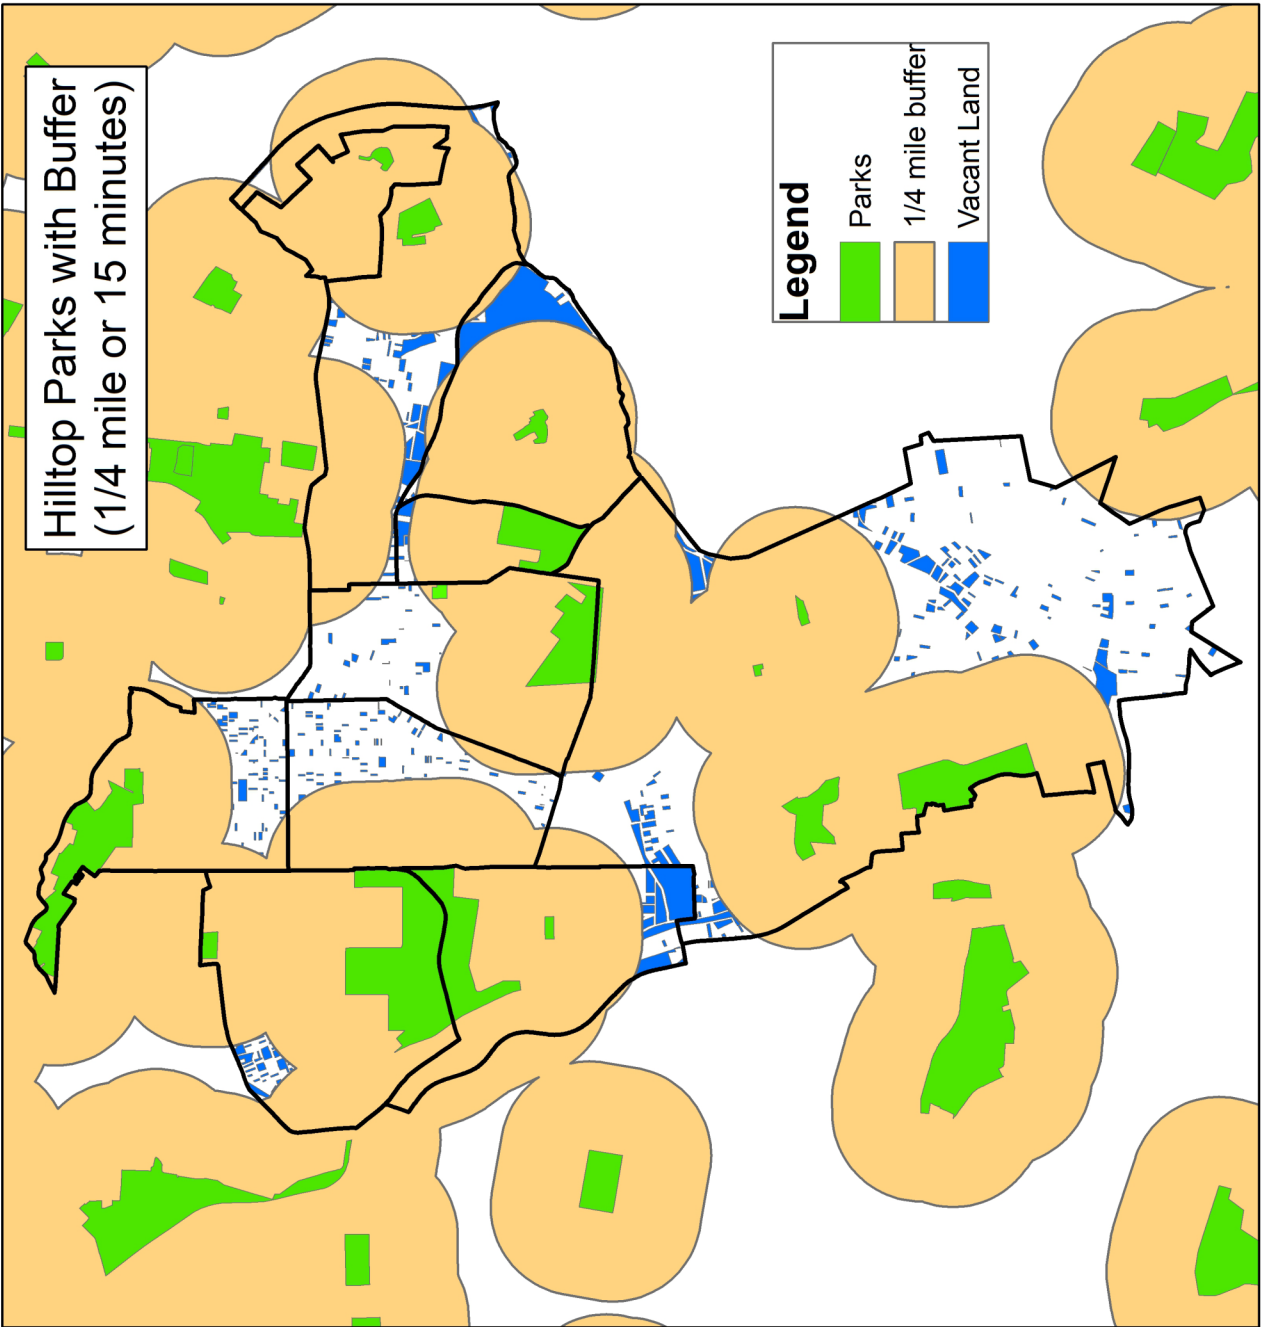 Hilltop Parks with Buffer
(1/4 mile or 15 minutes)
Legend
Parks
1/4 mile buffer
Vacant Land